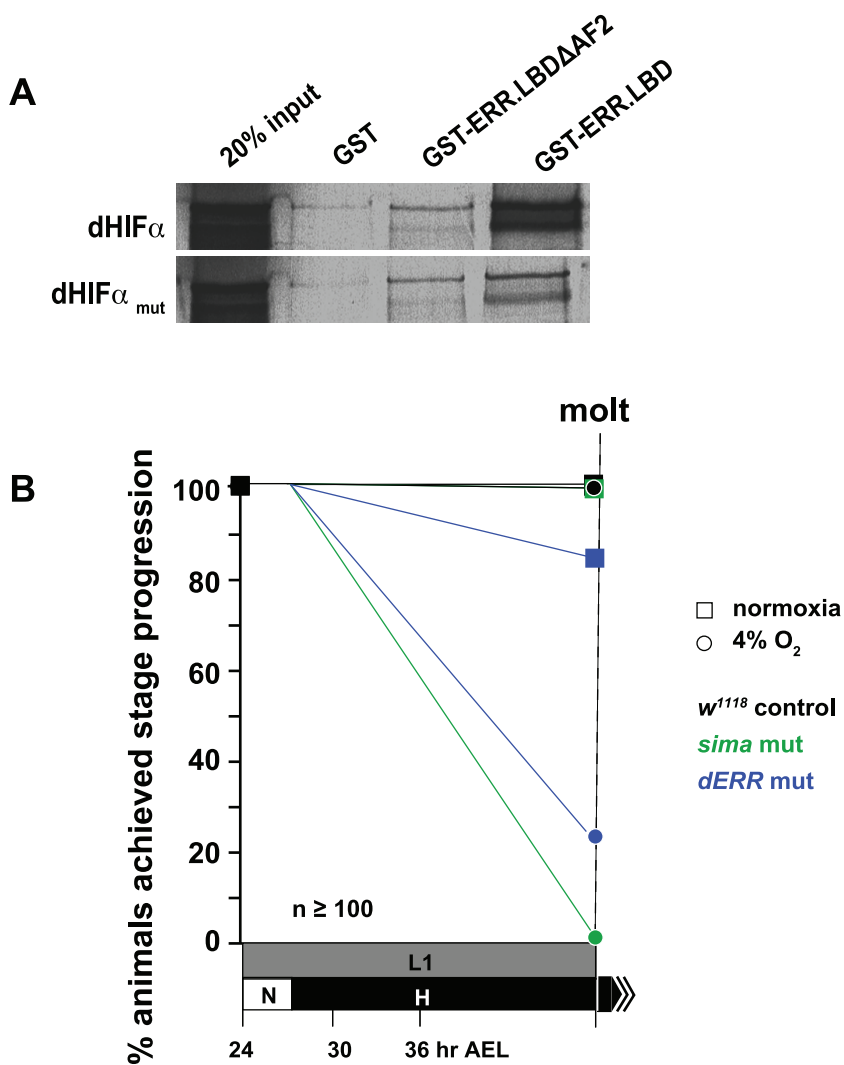 A
20% input
GST
GST-ERR.LBDΔAF2
GST-ERR.LBD
dHIFα
dHIFα mut
molt
B
% animals achieved stage progression
100
80
60
40
20
0
n ≥ 100
normoxia
4% O₂
w¹¹¹⁸ control
sima mut
dERR mut
L1
N H
24 30 36 hr AEL